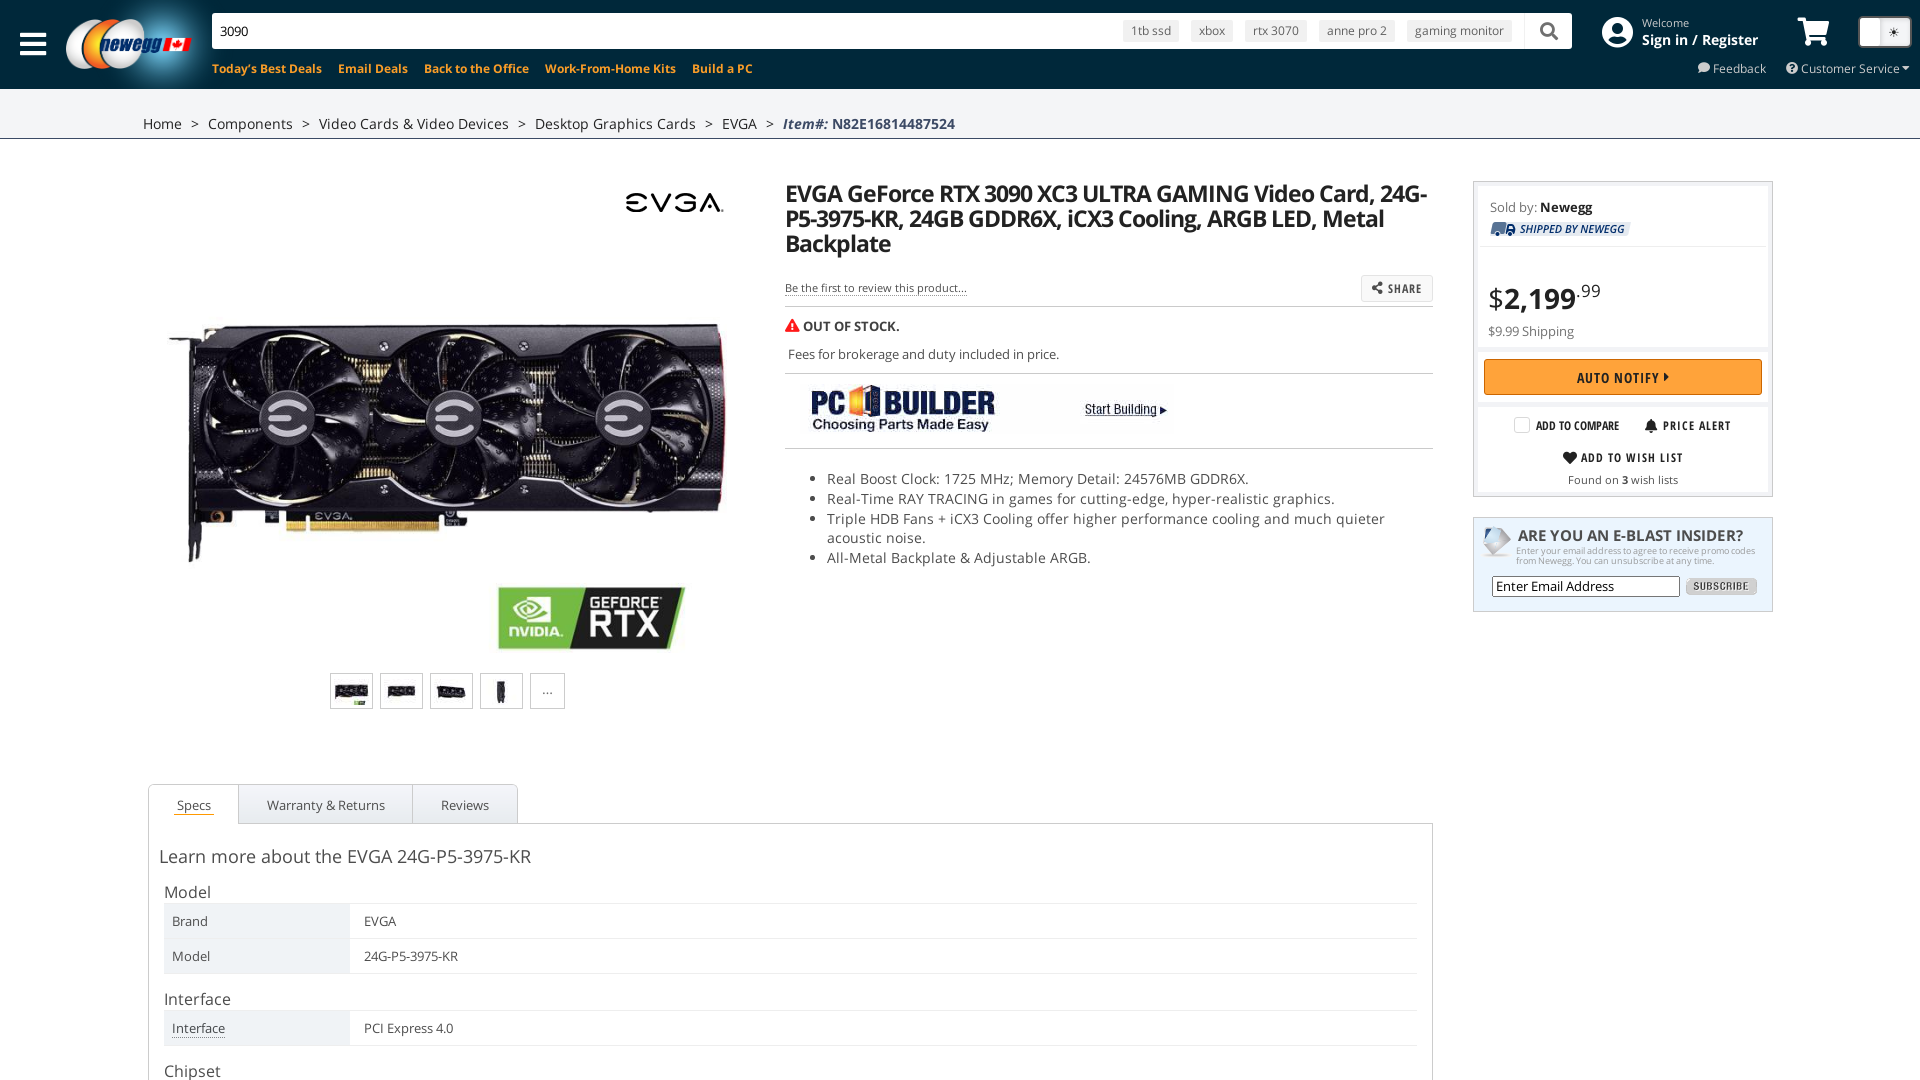 newegg
3090
1tb ssd
xbox
rtx 3070
anne pro 2
gaming monitor
Welcome
Sign in / Register
Today's Best Deals
Email Deals
Back to the Office
Work-From-Home Kits
Build a PC
Feedback
Customer Service
Home > Components > Video Cards & Video Devices > Desktop Graphics Cards > EVGA > Item#: N82E16814487524
EVGA
EVGA
NVIDIA.
GEFORCE
RTX
...
EVGA GeForce RTX 3090 XC3 ULTRA GAMING Video Card, 24G-
P5-3975-KR, 24GB GDDR6X, iCX3 Cooling, ARGB LED, Metal
Backplate
Be the first to review this product...
SHARE
OUT OF STOCK.
Fees for brokerage and duty included in price.
PC BUILDER
Choosing Parts Made Easy
Start Building
• Real Boost Clock: 1725 MHz; Memory Detail: 24576MB GDDR6X.
• Real-Time RAY TRACING in games for cutting-edge, hyper-realistic graphics.
• Triple HDB Fans + iCX3 Cooling offer higher performance cooling and much quieter
acoustic noise.
• All-Metal Backplate & Adjustable ARGB.
Sold by: Newegg
SHIPPED BY NEWEGG
$2,199.99
$9.99 Shipping
AUTO NOTIFY
ADD TO COMPARE
PRICE ALERT
ADD TO WISH LIST
Found on 3 wish lists
ARE YOU AN E-BLAST INSIDER?
Enter your email address to agree to receive promo codes
from Newegg. You can unsubscribe at any time.
Enter Email Address
SUBSCRIBE
Specs
Warranty & Returns
Reviews
Learn more about the EVGA 24G-P5-3975-KR
Model
Brand EVGA
Model 24G-P5-3975-KR
Interface
Interface PCI Express 4.0
Chipset